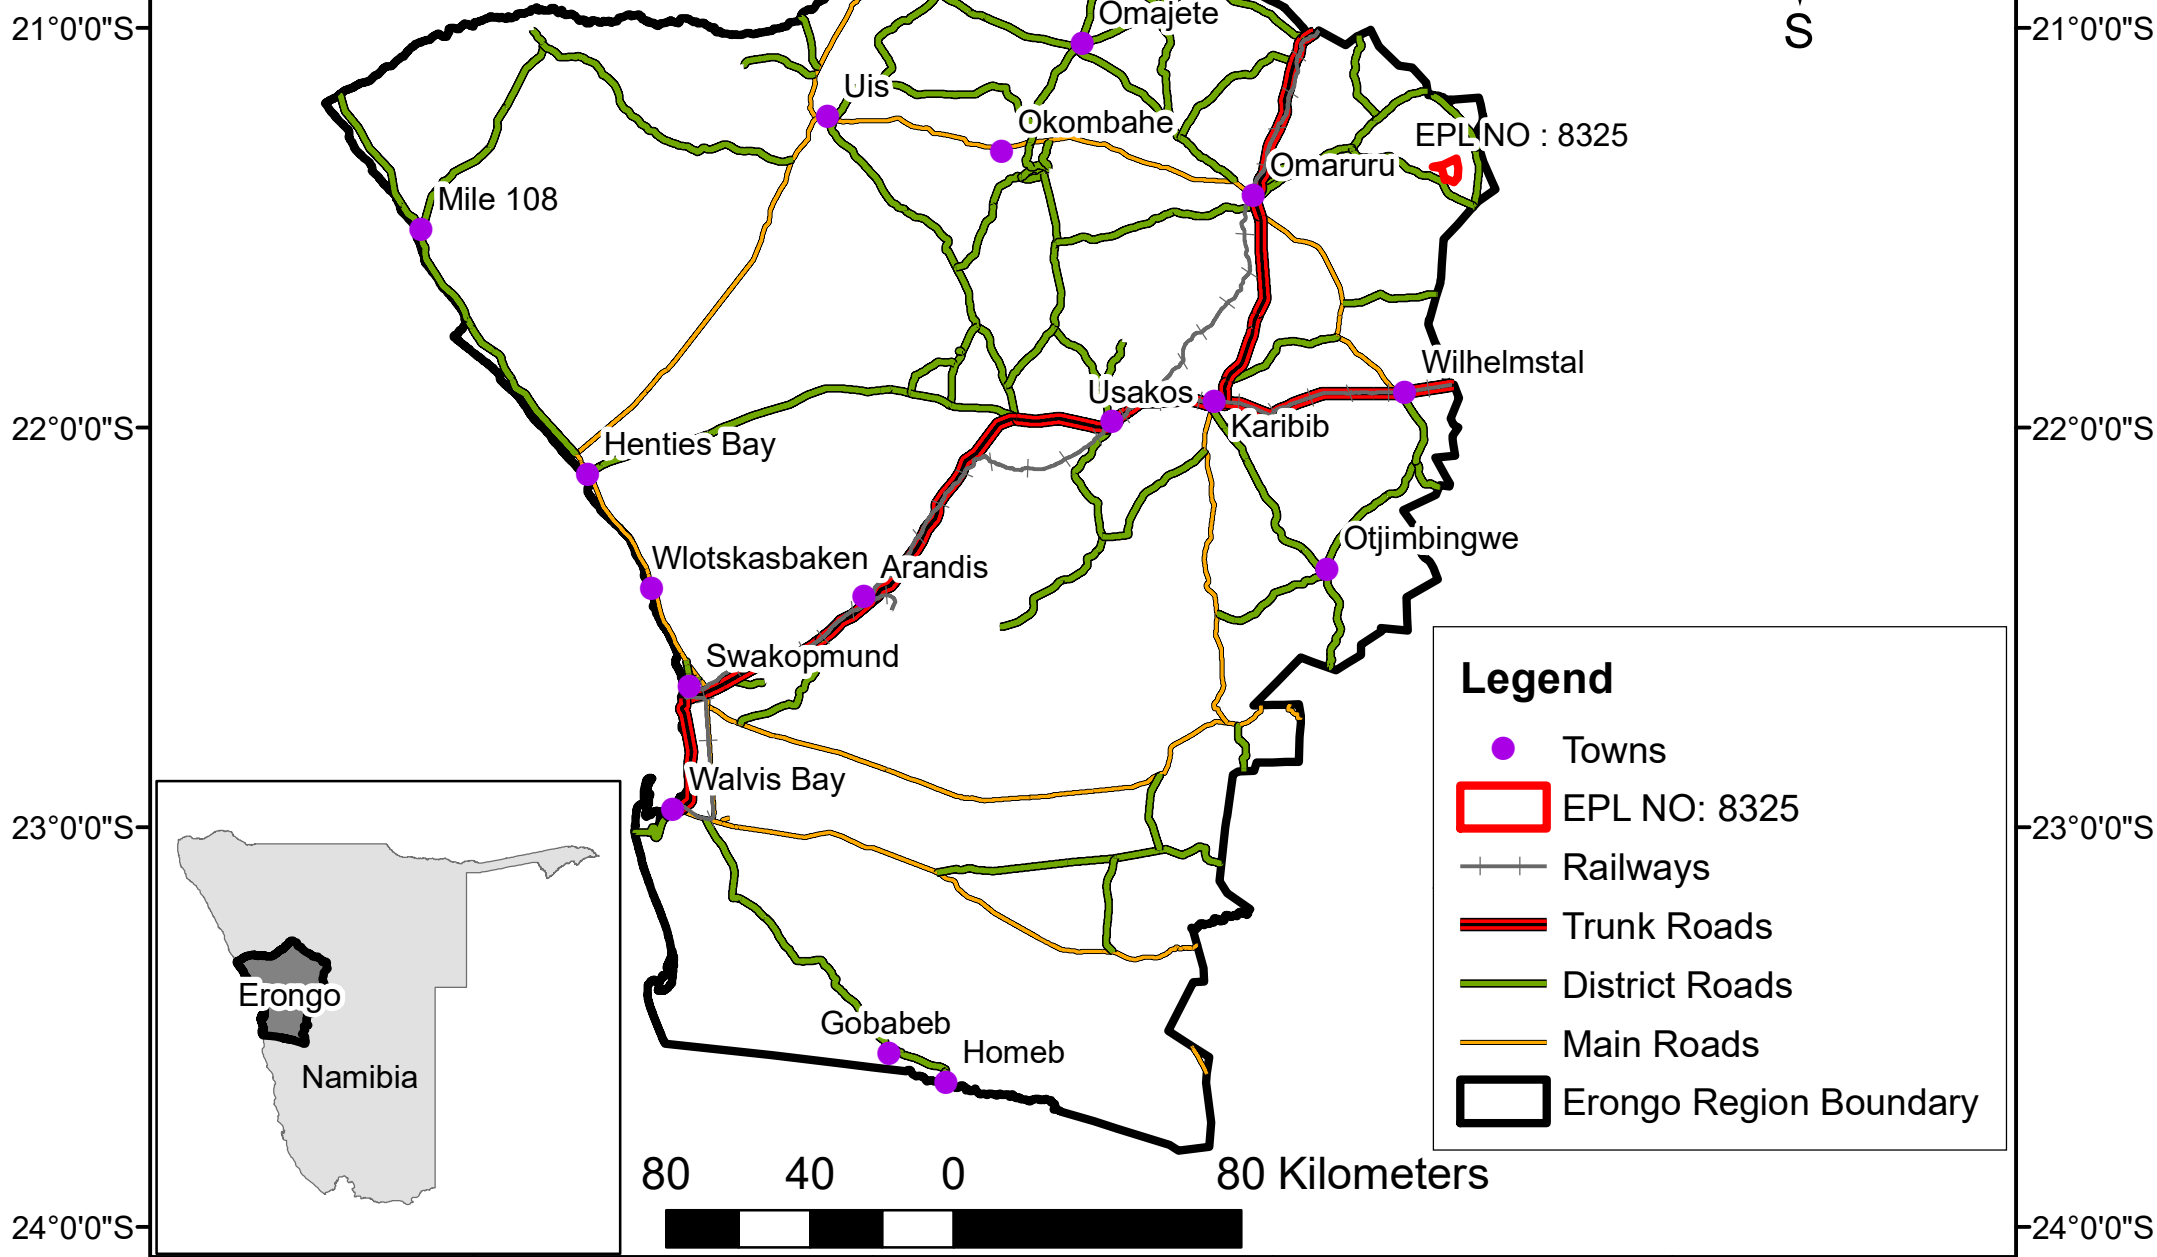 Omajete
21°0'0"S
21°0'0"S
S
Uis
Okombahe
EPL NO : 8325
Omaruru
Mile 108
Wilhelmstal
Usakos
Karibib
22°0'0"S
22°0'0"S
Henties Bay
Otjimbingwe
Wlotskasbaken
Arandis
Swakopmund
Legend
Towns
Walvis Bay
EPL NO: 8325
23°0'0"S
23°0'0"S
Railways
Trunk Roads
Erongo
District Roads
Gobabeb
Homeb
Main Roads
Namibia
Erongo Region Boundary
80 40 0 80 Kilometers
24°0'0"S
24°0'0"S